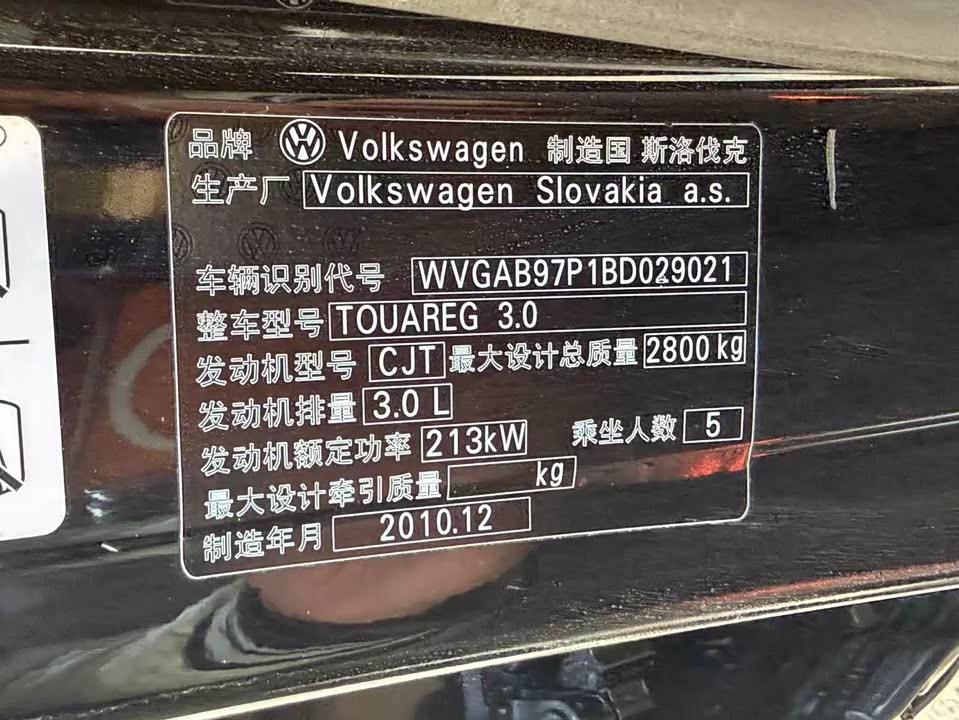 品牌 Volkswagen 制造国 斯洛伐克
生产厂 Volkswagen Slovakia a.s.
车辆识别代号 WVGAB97P1BD029021
整车型号 TOUAREG 3.0
发动机型号 CJT 最大设计总质量 2800 kg
发动机排量 3.0 L
发动机额定功率 213kW 乘坐人数 5
最大设计牵引质量 kg
制造年月 2010.12